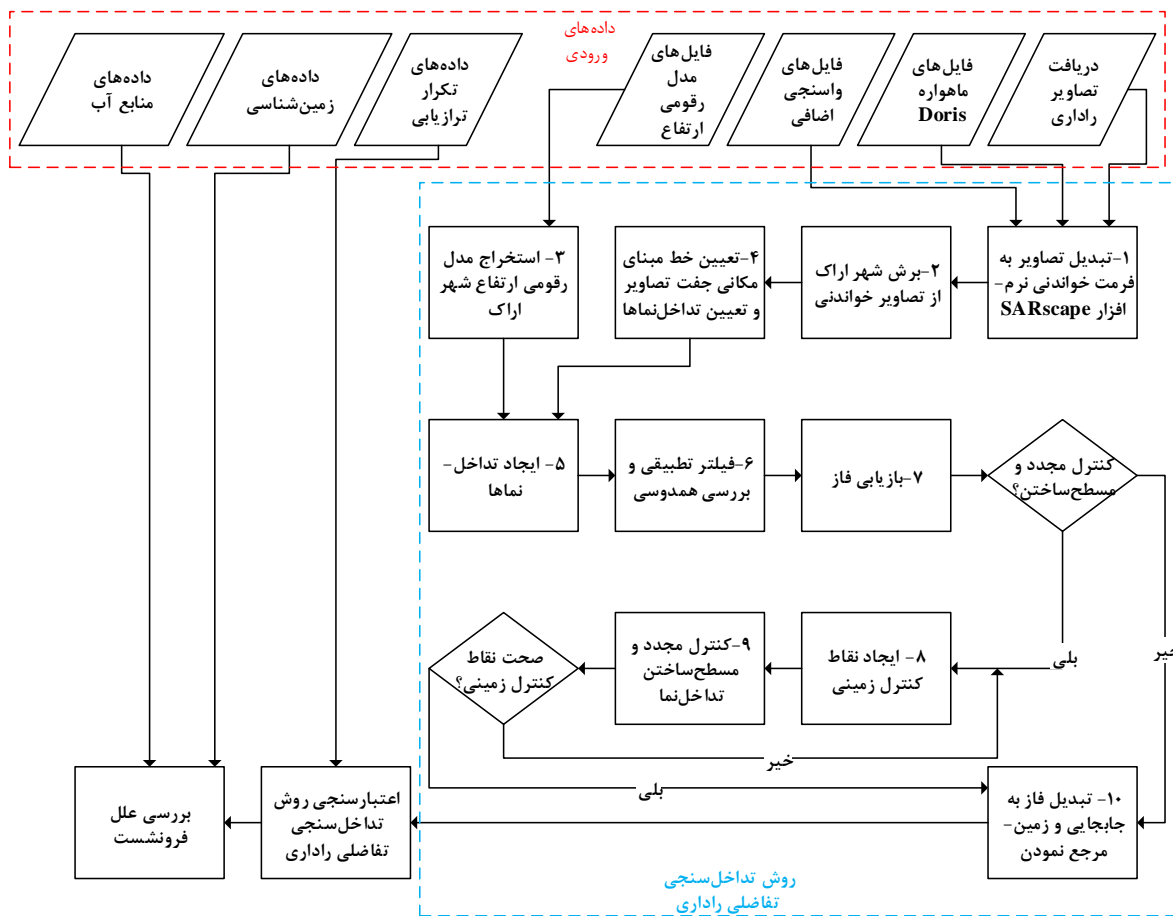 داده‌های
ورودی
دریافت
تصاویر
راداری
فایل‌های
ماهواره
Doris
فایل‌های
واسنجی
اضافی
فایل‌های
مدل
رقومی
ارتفاع
داده‌های
تکرار
ترازیابی
داده‌های
زمین‌شناسی
داده‌های
منابع آب
۱-تبدیل تصاویر به
فرمت خواندنی نرم-
افزار SARscape
۲-برش شهر اراک
از تصاویر خواندنی
۴-تعیین خط مبنای
مکانی جفت تصاویر
و تعیین تداخل‌نماها
۳- استخراج مدل
رقومی ارتفاع شهر
اراک
۵- ایجاد تداخل-
نماها
۶-فیلتر تطبیقی و
بررسی همدوسی
۷-بازیابی فاز
کنترل مجدد و
مسطح‌ساختن؟
خیر
بلی
۸- ایجاد نقاط
کنترل زمینی
۹-کنترل مجدد و
مسطح‌ساختن
تداخل‌نما
صحت نقاط
کنترل زمینی؟
خیر
بلی
۱۰- تبدیل فاز به
جابجایی و زمین-
مرجع نمودن
اعتبارسنجی روش
تداخل‌سنجی
تفاضلی راداری
بررسی علل
فرونشست
روش تداخل‌سنجی
تفاضلی راداری